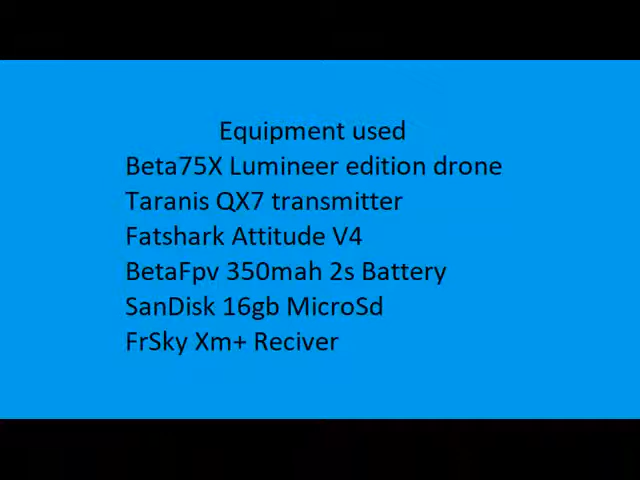 Equipment used
Beta75X Lumineer edition drone
Taranis QX7 transmitter
Fatshark Attitude V4
BetaFpv 350mah 2s Battery
SanDisk 16gb MicroSd
FrSky Xm+ Reciver